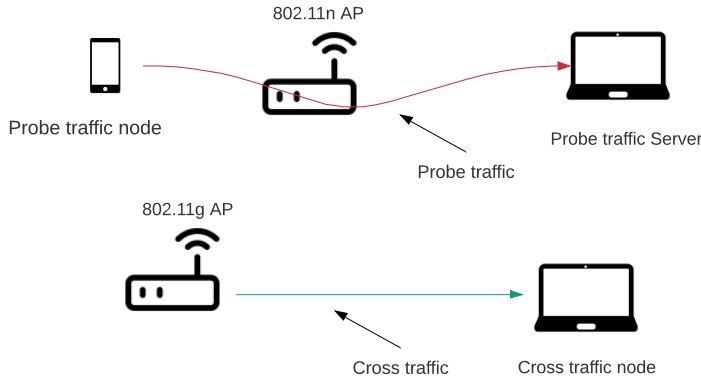 802.11n AP
Probe traffic node
Probe traffic Server
Probe traffic
802.11g AP
Cross traffic
Cross traffic node